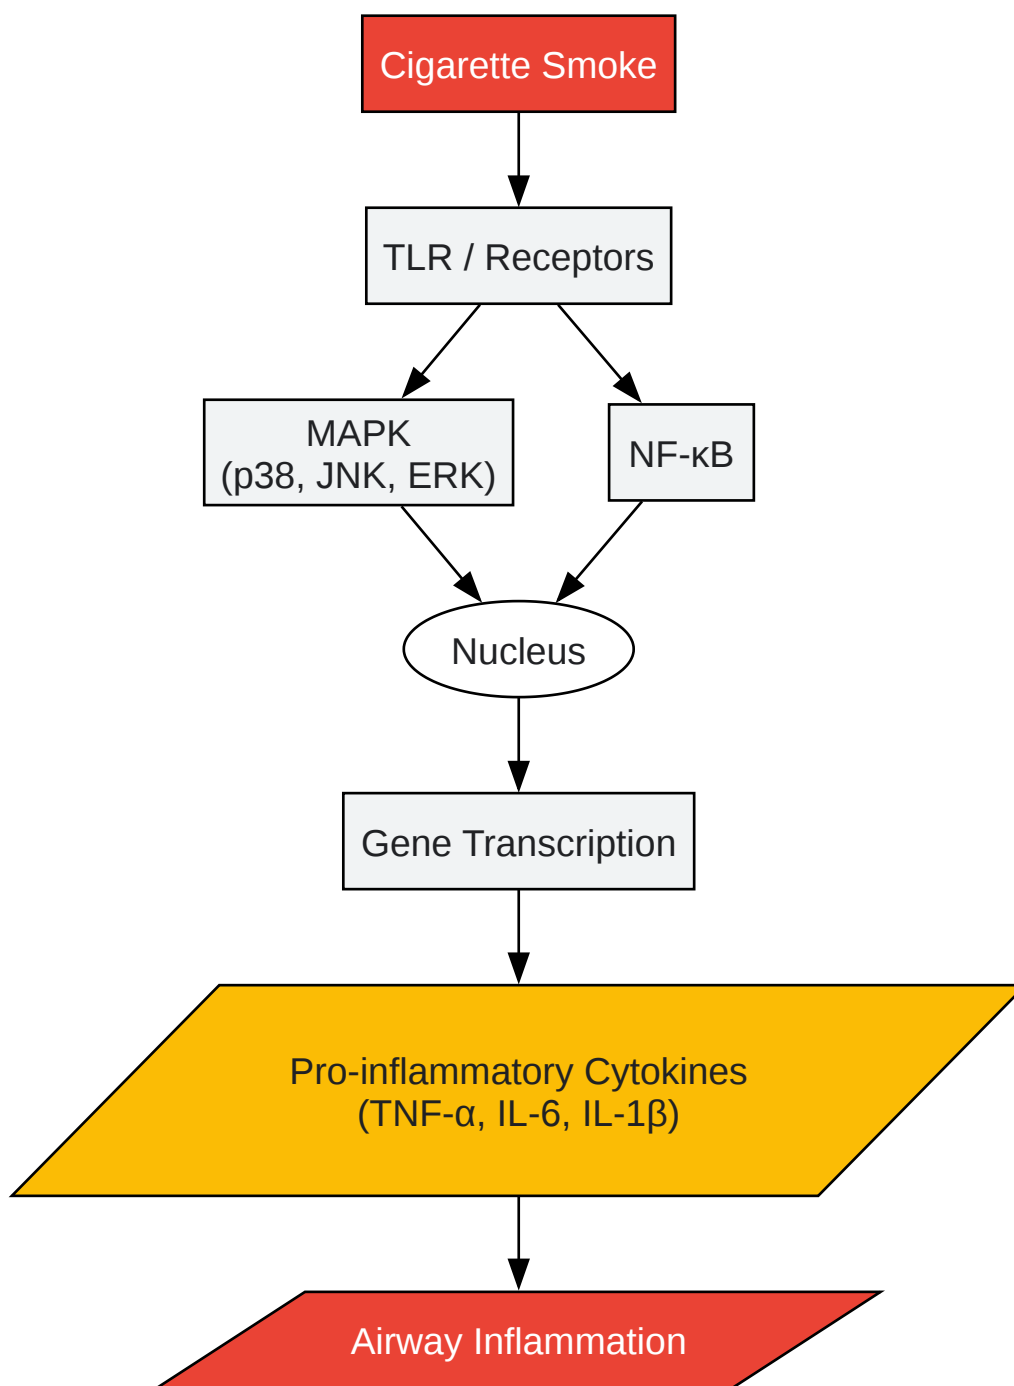 Cigarette Smoke
TLR / Receptors
MAPK
(p38, JNK, ERK)
NF-κB
Nucleus
Gene Transcription
Pro-inflammatory Cytokines
(TNF-α, IL-6, IL-1β)
Airway Inflammation